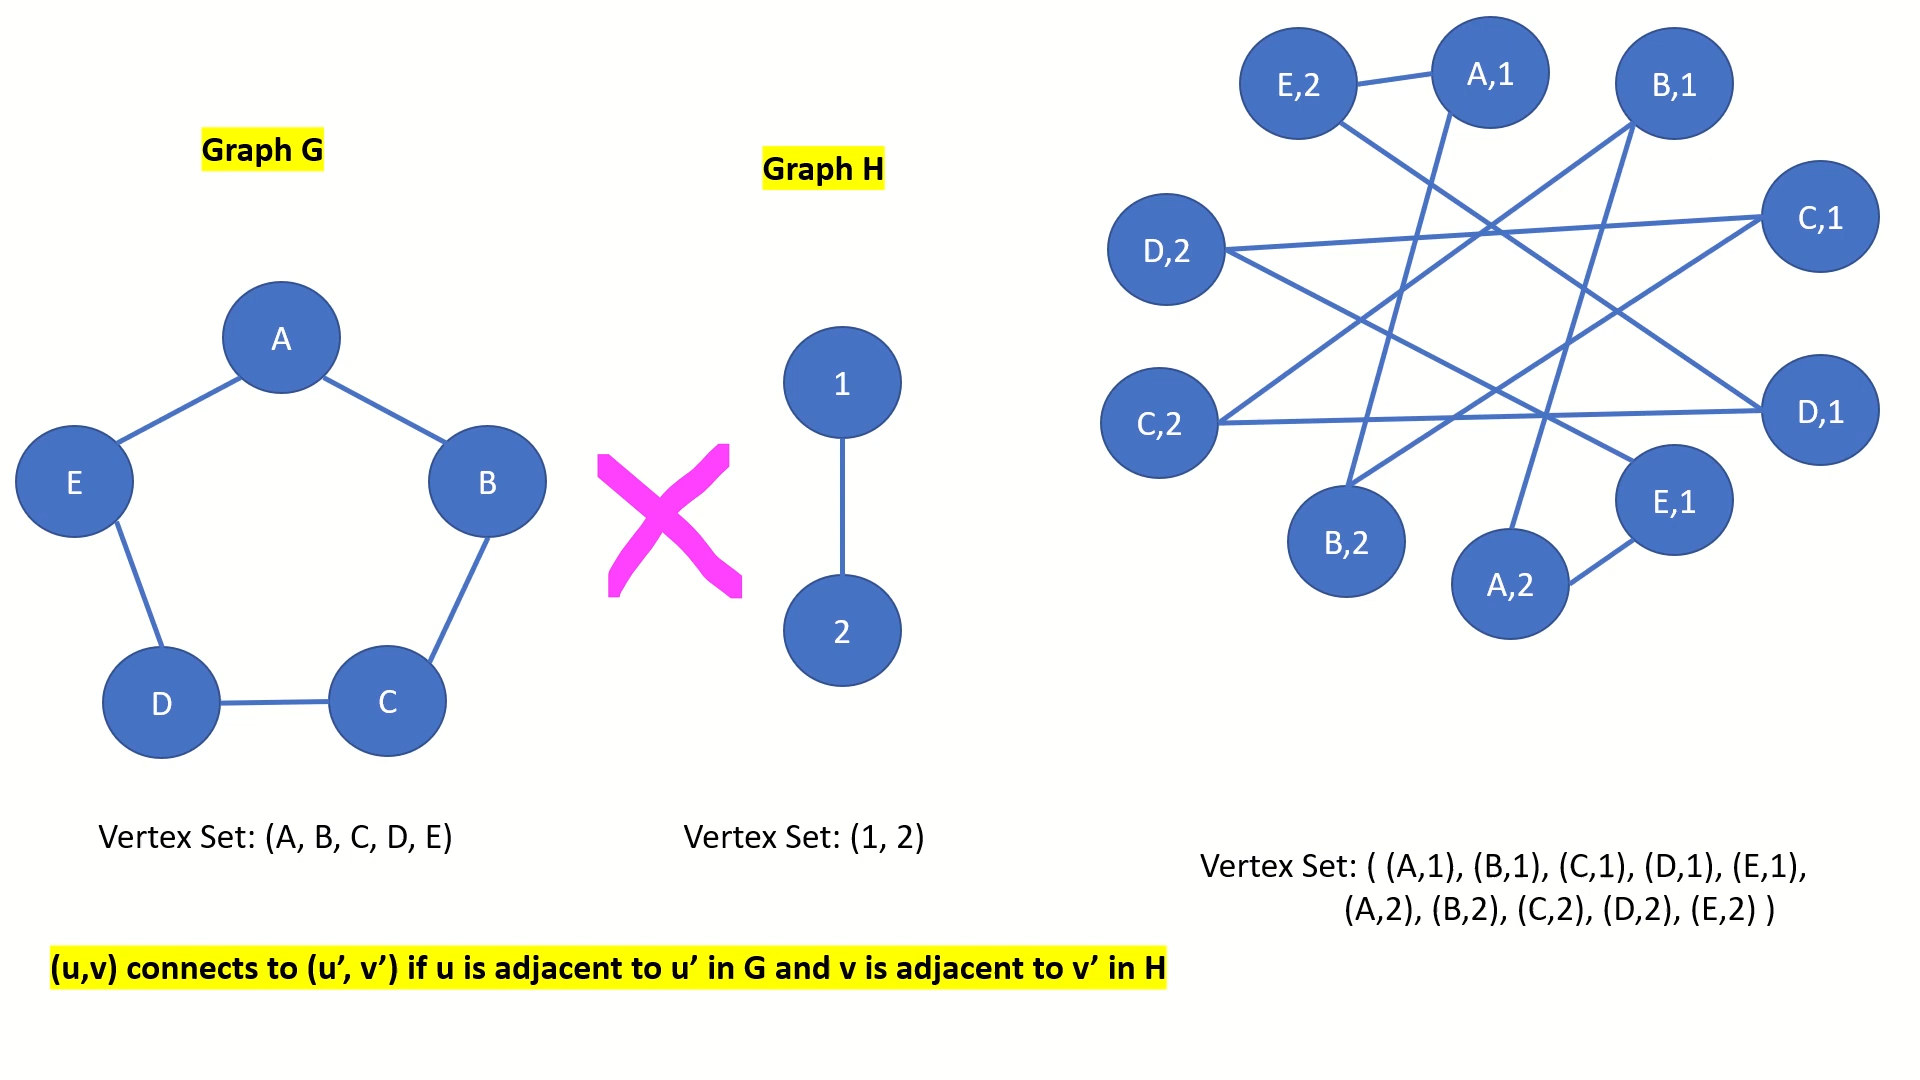 Graph G
Graph H
A
E
B
D
C
1
2
E,2
A,1
B,1
D,2
C,1
C,2
D,1
B,2
A,2
E,1
Vertex Set: (A, B, C, D, E)
Vertex Set: (1, 2)
Vertex Set: ( (A,1), (B,1), (C,1), (D,1), (E,1),
(A,2), (B,2), (C,2), (D,2), (E,2) )
(u,v) connects to (u’, v’) if u is adjacent to u’ in G and v is adjacent to v’ in H